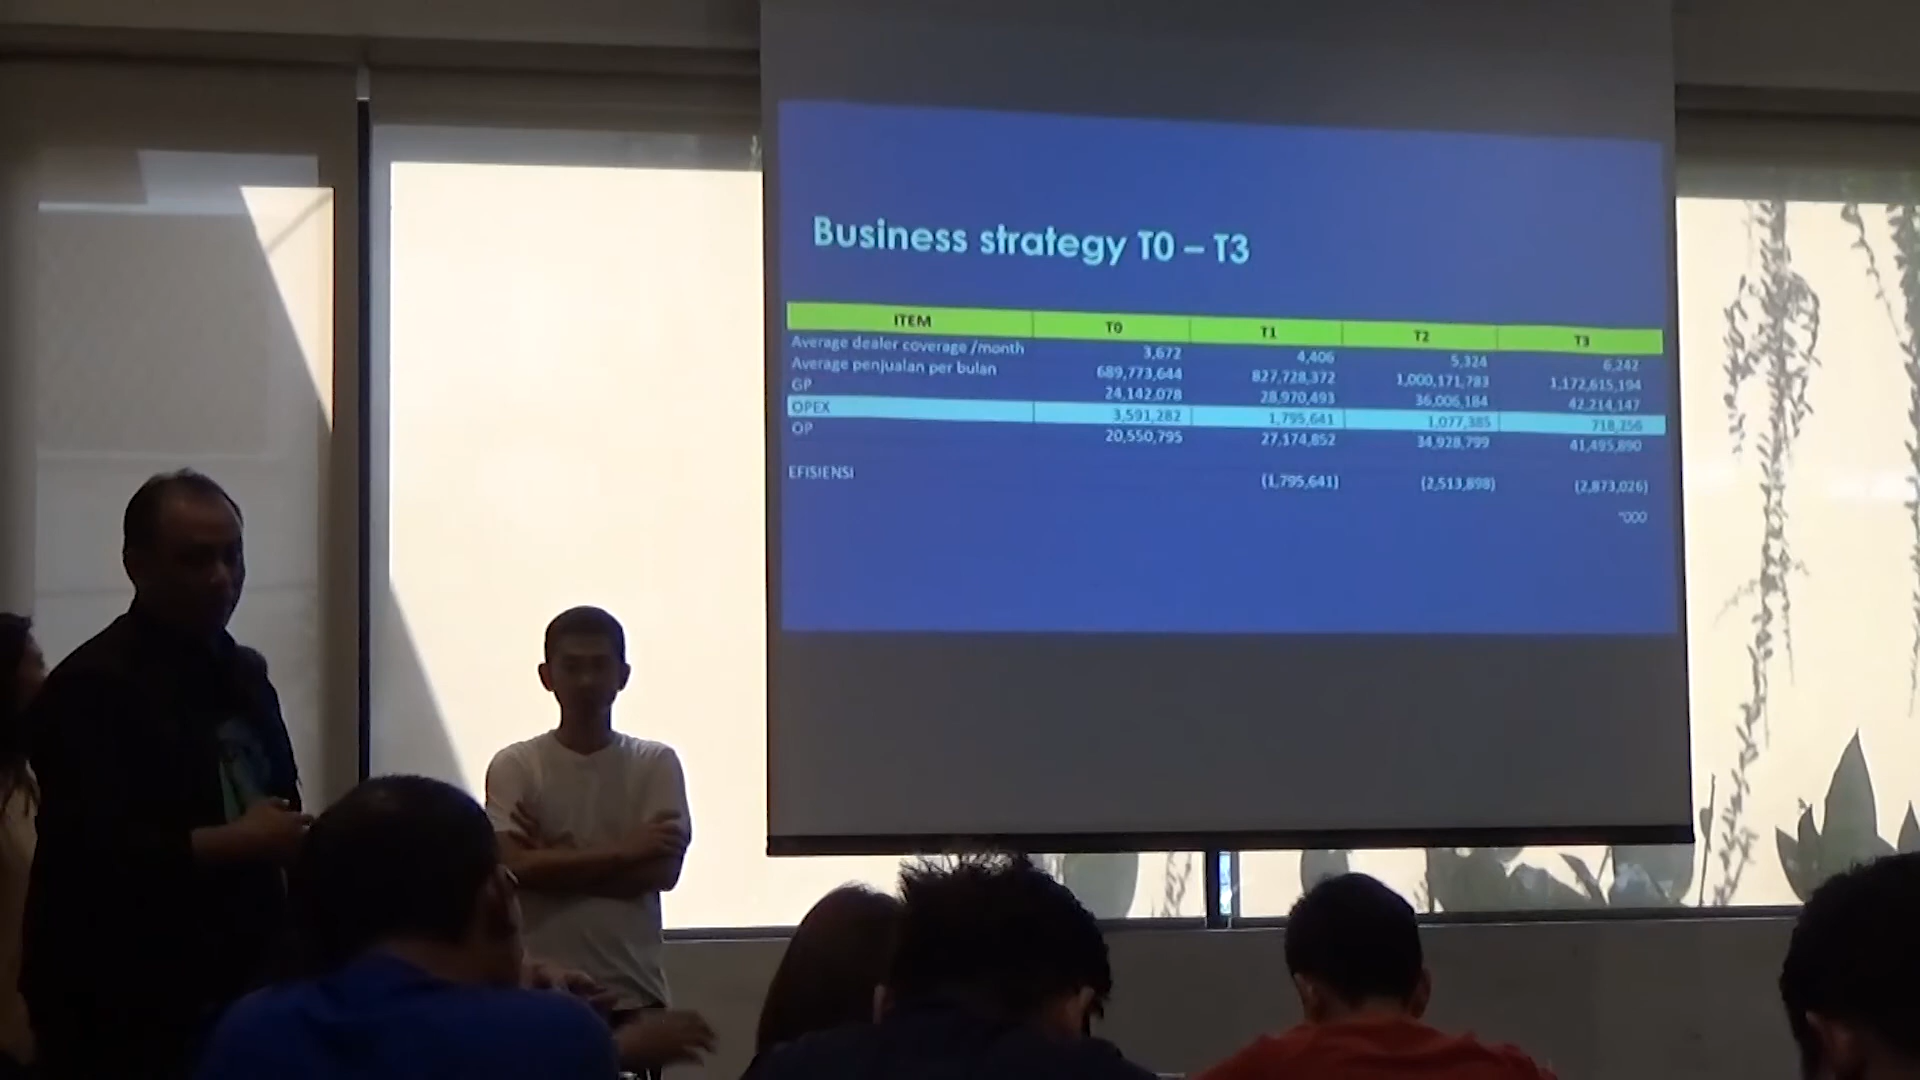 Business strategy T0 – T3
ITEM T0 T1 T2 T3
Average dealer coverage /month 3,672 4,406 5,324 6,242
Average penjualan per bulan 689,773,644 827,728,372 1,000,171,783 1,172,615,194
GP 24,142,078 28,970,493 36,006,184 42,214,147
OPEX 3,591,282 1,795,641 1,077,385 718,256
OP 20,550,795 27,174,852 34,928,799 41,495,890
EFISIENSI (1,795,641) (2,513,898) (2,873,026)
"000